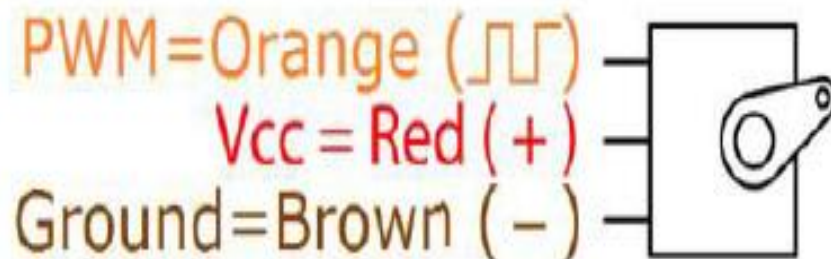 PWM=Orange (⎍⎍)
Vcc = Red (+)
Ground=Brown (−)